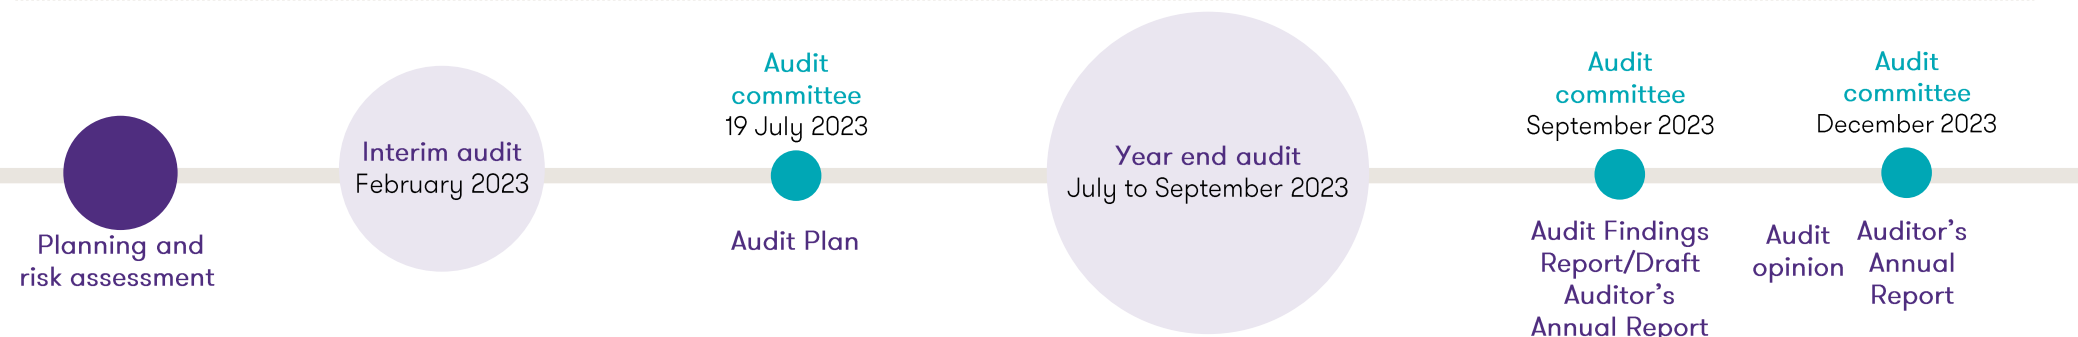 Planning and
risk assessment
Interim audit
February 2023
Audit
committee
19 July 2023
Audit Plan
Year end audit
July to September 2023
Audit
committee
September 2023
Audit Findings
Report/Draft
Auditor's
Annual Report
Audit
opinion
Audit
committee
December 2023
Auditor's
Annual
Report